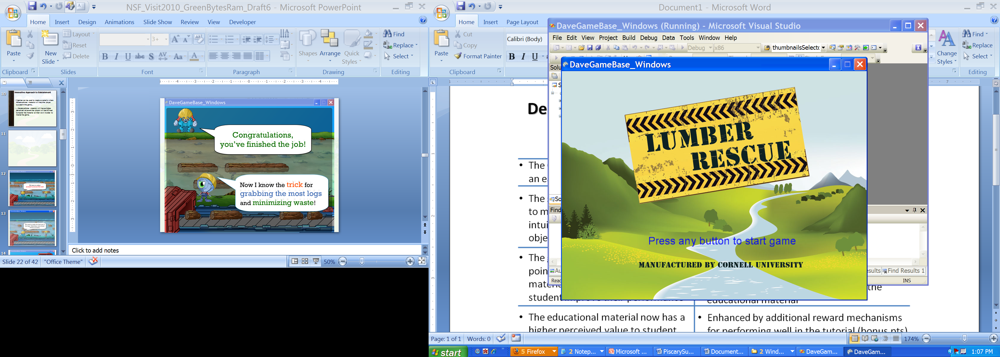 NSF_Visit2010_GreenBytesRam_Draft6 - Microsoft PowerPoint
Home Insert Design Animations Slide Show Review View Developer
Paste
New Slide
Layout
Reset
Delete
3+
B I U abc S AV Aa A
Shapes Arrange Quick Styles
Find
Replace
Select
Clipboard Slides Font Paragraph Drawing Editing
10
Innovative Approach to Edutainment
11
12
13
14
DaveGameBase_Windows
Congratulations,
you've finished the job!
Now I know the trick for
grabbing the most logs
and minimizing waste!
Click to add notes
Slide 22 of 42 "Office Theme" 50%
Document1 - Microsoft Word
Home Insert Page Layout
Paste
Cut
Copy
Format Painter
Clipboard
Calibri (Body)
B I U
Change Styles
Find
Replace
Select
Editing
De
• The
an e
• The
to m
intui
obje
• The
poin
mate
student improve their performance
the
educational material
• The educational material now has a
higher perceived value to student
• Enhanced by additional reward mechanisms
for performing well in the tutorial (bonus pts)
Page: 1 of 1 Words: 0 174%
DaveGameBase_Windows (Running) - Microsoft Visual Studio
File Edit View Project Build Debug Data Tools Window Help
Debug x86 thumbnailsSelecto
Solu
So
Find
Au
esults Find Results 1
Read
INS
DaveGameBase_Windows
LUMBER
RESCUE
Press any button to start game
MANUFACTURED BY CORNELL UNIVERSITY
start 5 Firefox 2 Notep... Microsoft ... PiscarySu... Document... 2 Wind... DaveGam... DaveGam... 1:07 PM